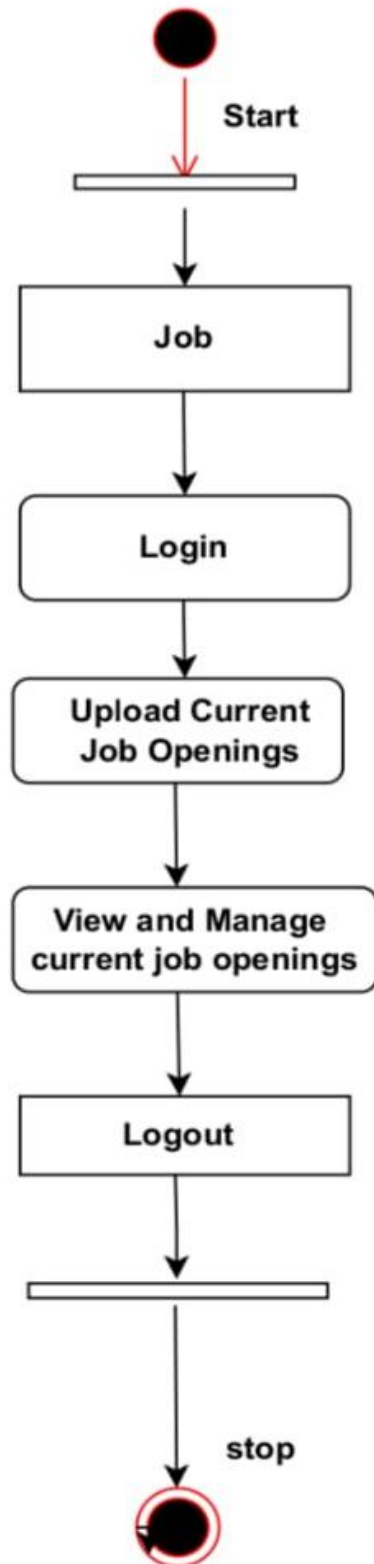 Start
Job
Login
Upload Current
Job Openings
View and Manage
current job openings
Logout
stop